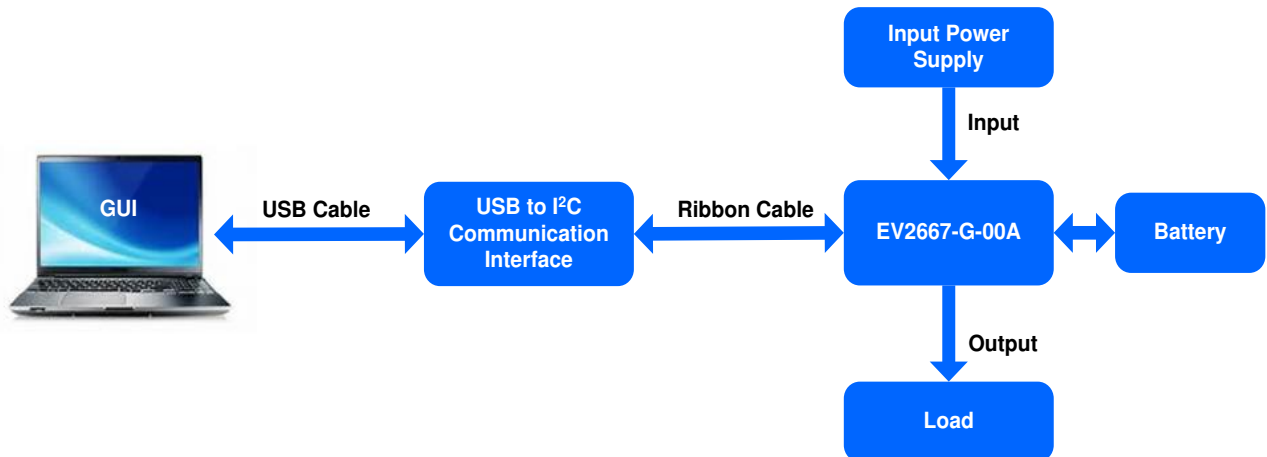 Input Power
Supply
Input
GUI
USB Cable
USB to I²C
Communication
Interface
Ribbon Cable
EV2667-G-00A
Battery
Output
Load